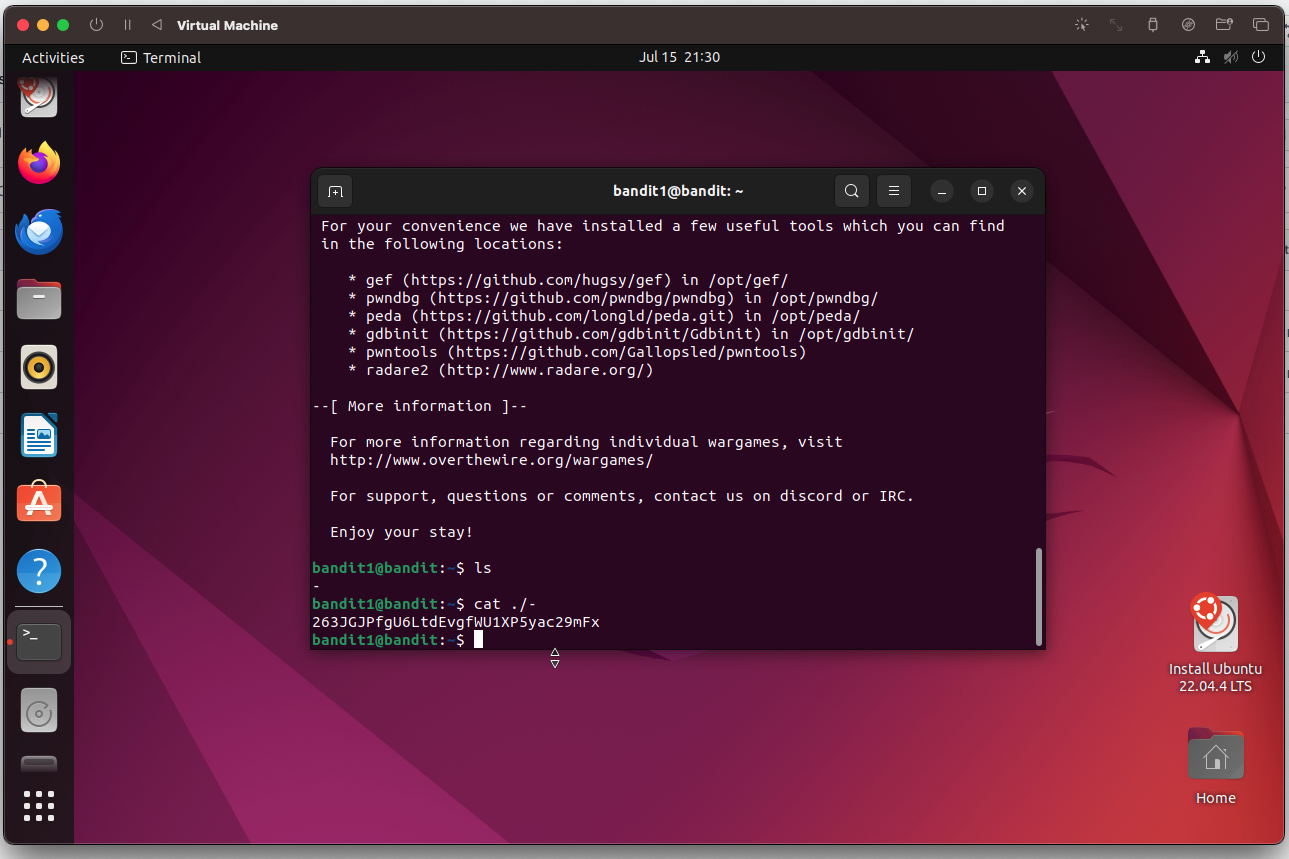 Virtual Machine
Activities
Terminal
Jul 15 21:30
bandit1@bandit: ~
For your convenience we have installed a few useful tools which you can find
in the following locations:
* gef (https://github.com/hugsy/gef) in /opt/gef/
* pwndbg (https://github.com/pwndbg/pwndbg) in /opt/pwndbg/
* peda (https://github.com/longld/peda.git) in /opt/peda/
* gdbinit (https://github.com/gdbinit/Gdbinit) in /opt/gdbinit/
* pwntools (https://github.com/Gallopsled/pwntools)
* radare2 (http://www.radare.org/)
--[ More information ]--
For more information regarding individual wargames, visit
http://www.overthewire.org/wargames/
For support, questions or comments, contact us on discord or IRC.
Enjoy your stay!
bandit1@bandit:~$ ls
-
bandit1@bandit:~$ cat ./-
263JGJPfgU6LtdEvgfWU1XP5yac29mFx
bandit1@bandit:~$
Install Ubuntu
22.04.4 LTS
Home